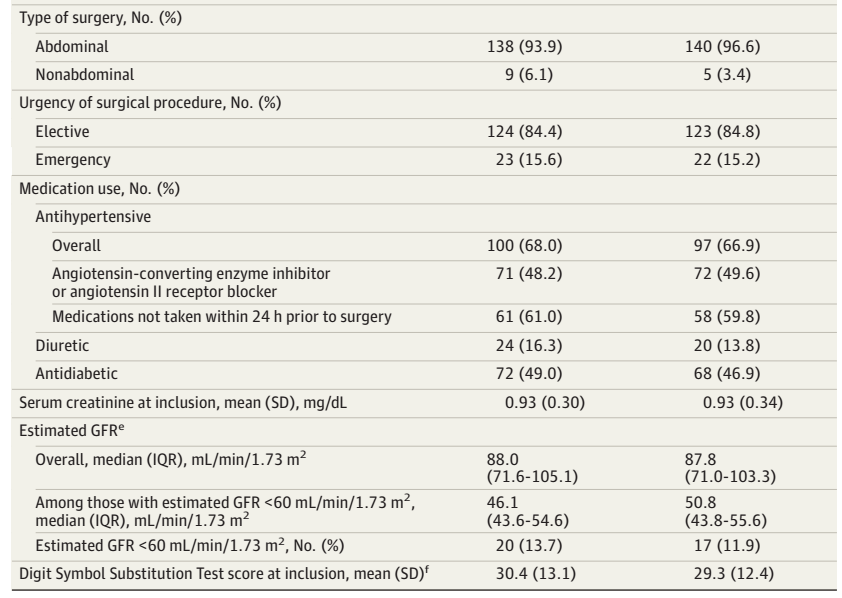 Type of surgery, No. (%)
Abdominal 138 (93.9) 140 (96.6)
Nonabdominal 9 (6.1) 5 (3.4)
Urgency of surgical procedure, No. (%)
Elective 124 (84.4) 123 (84.8)
Emergency 23 (15.6) 22 (15.2)
Medication use, No. (%)
Antihypertensive
Overall 100 (68.0) 97 (66.9)
Angiotensin-converting enzyme inhibitor 71 (48.2) 72 (49.6)
or angiotensin II receptor blocker
Medications not taken within 24 h prior to surgery 61 (61.0) 58 (59.8)
Diuretic 24 (16.3) 20 (13.8)
Antidiabetic 72 (49.0) 68 (46.9)
Serum creatinine at inclusion, mean (SD), mg/dL 0.93 (0.30) 0.93 (0.34)
Estimated GFRᵉ
Overall, median (IQR), mL/min/1.73 m² 88.0 87.8
(71.6-105.1) (71.0-103.3)
Among those with estimated GFR <60 mL/min/1.73 m², 46.1 50.8
median (IQR), mL/min/1.73 m² (43.6-54.6) (43.8-55.6)
Estimated GFR <60 mL/min/1.73 m², No. (%) 20 (13.7) 17 (11.9)
Digit Symbol Substitution Test score at inclusion, mean (SD)ᶠ 30.4 (13.1) 29.3 (12.4)